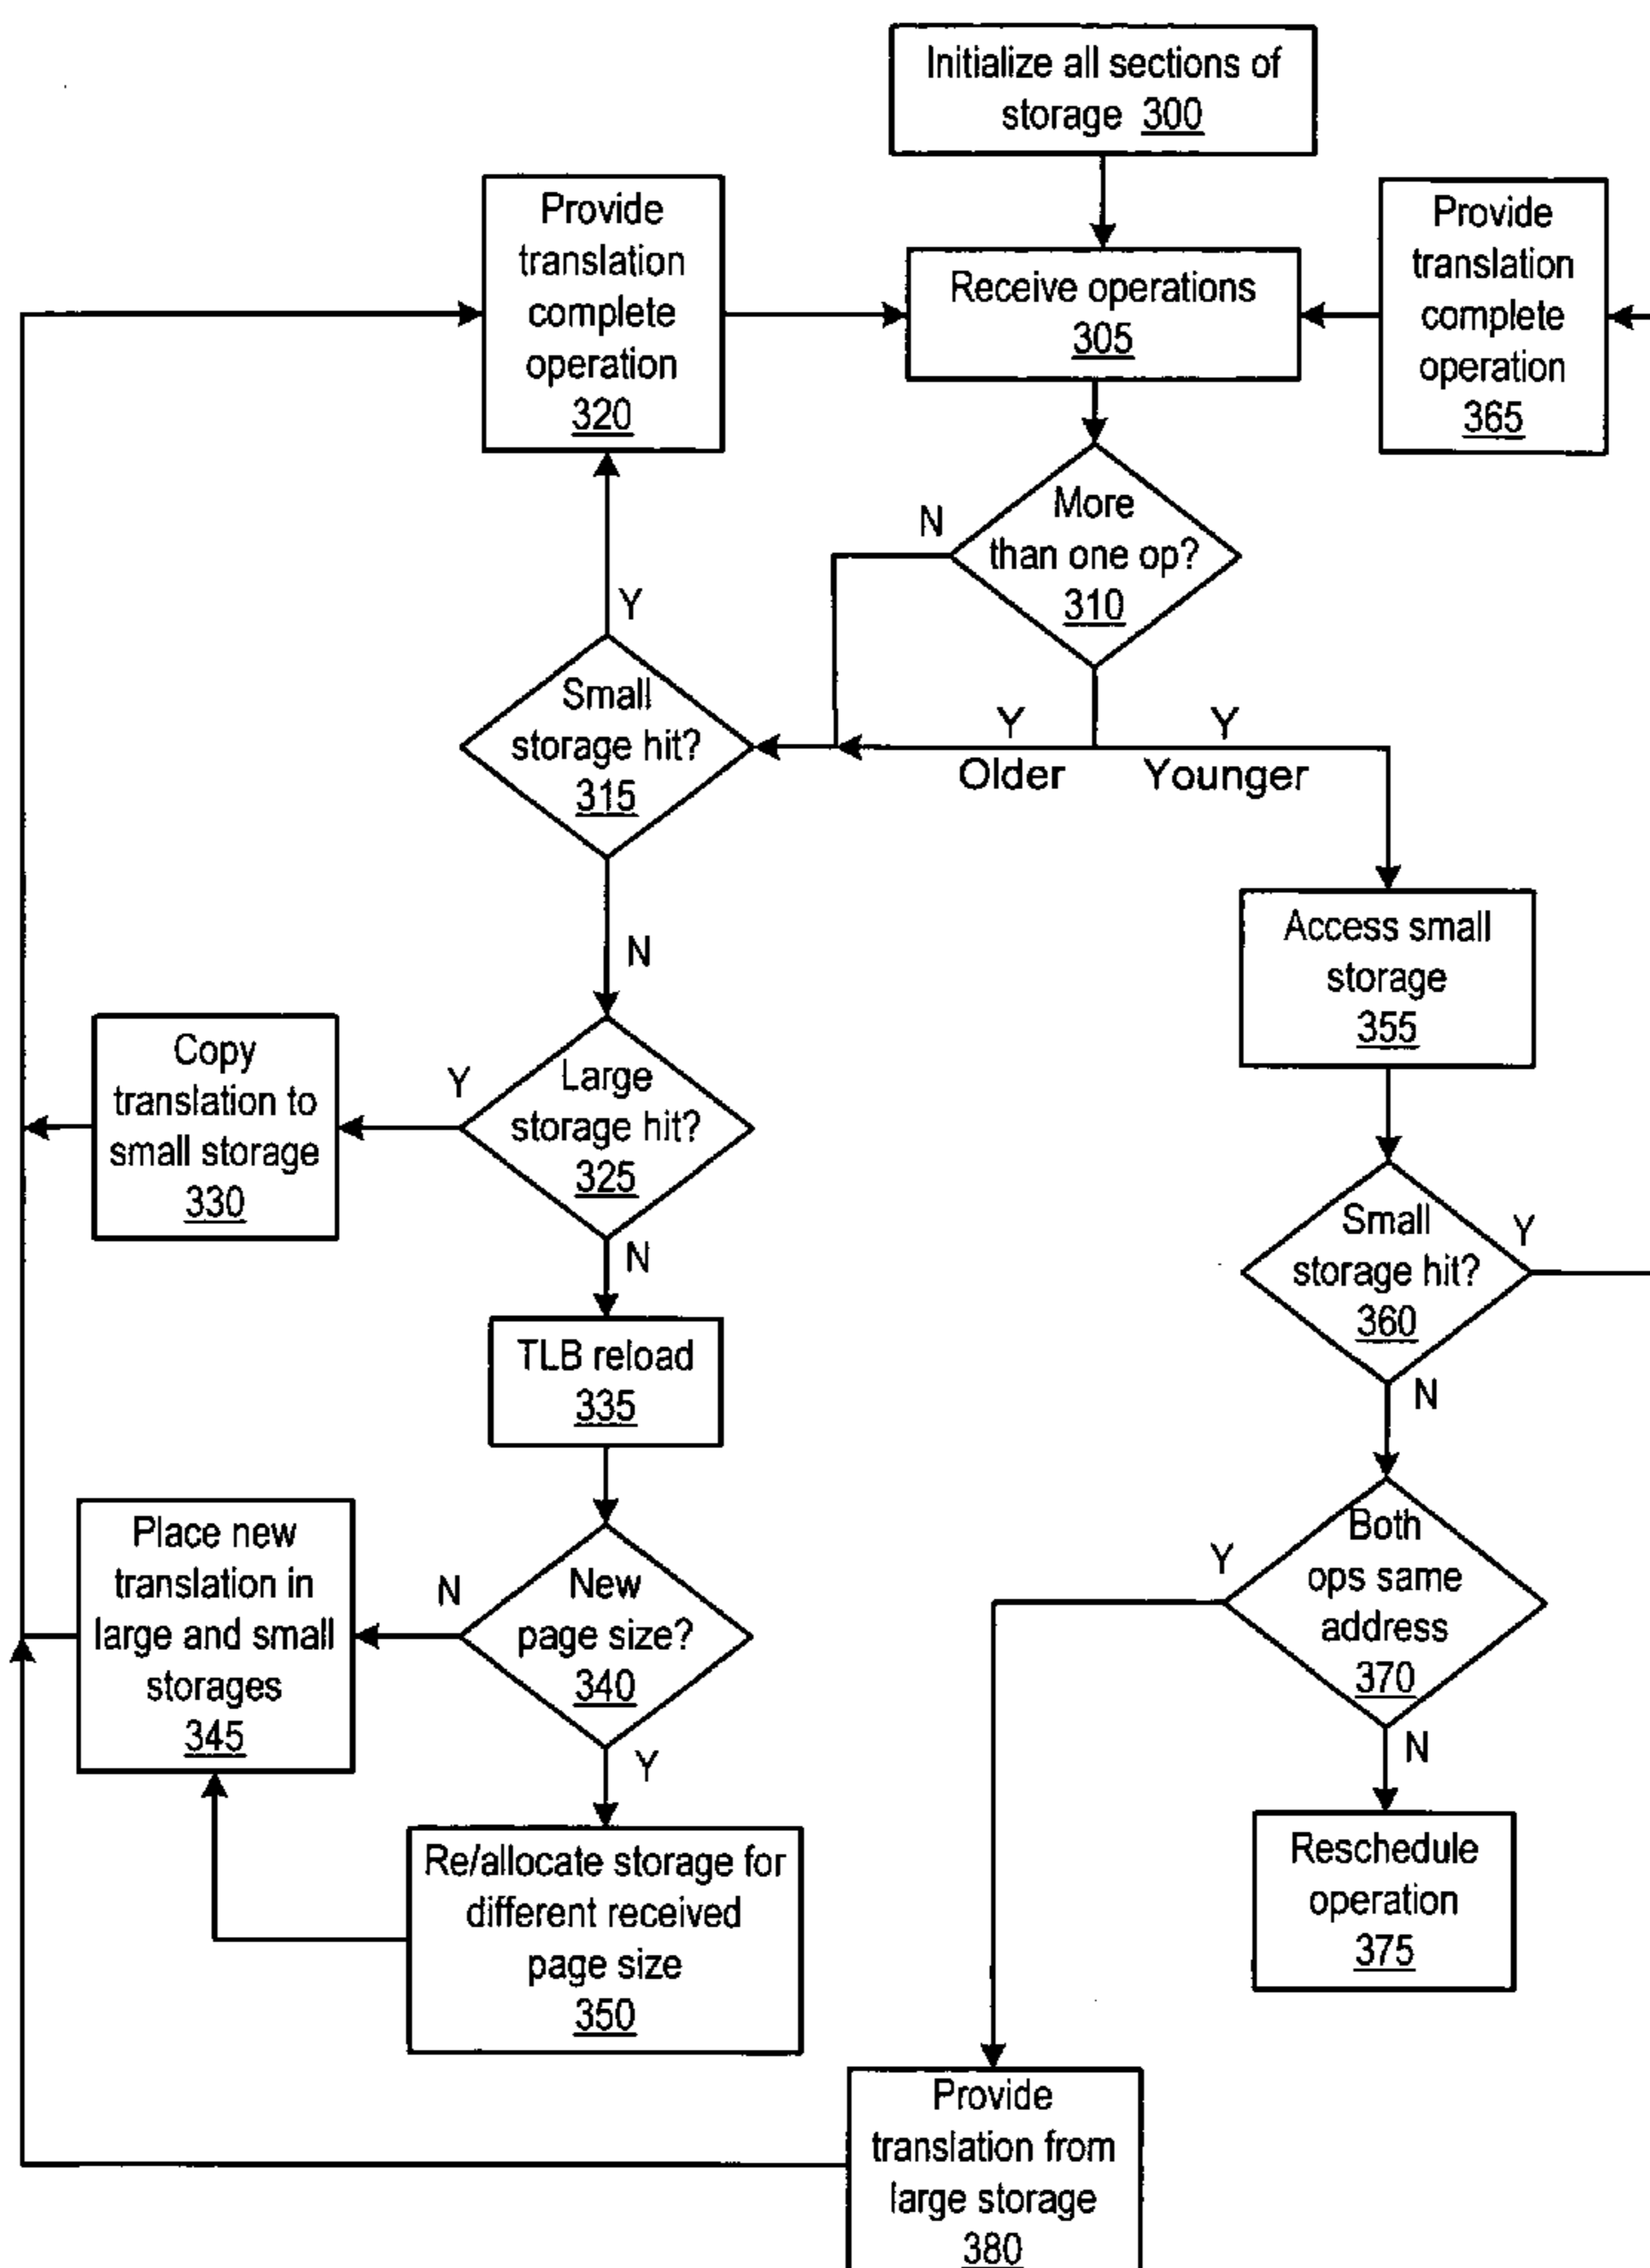 Initialize all sections of
storage 300
Provide
translation
complete
operation
320
Receive operations
305
Provide
translation
complete
operation
365
N
More
than one op?
310
Y
Small
storage hit?
315
Y
Older
Y
Younger
N
Access small
storage
355
Copy
translation to
small storage
330
Y
Large
storage hit?
325
N
Small
storage hit?
360
Y
N
TLB reload
335
Place new
translation in
large and small
storages
345
N
New
page size?
340
Y
Y
Both
ops same
address
370
N
Re/allocate storage for
different received
page size
350
Reschedule
operation
375
Provide
translation from
large storage
380